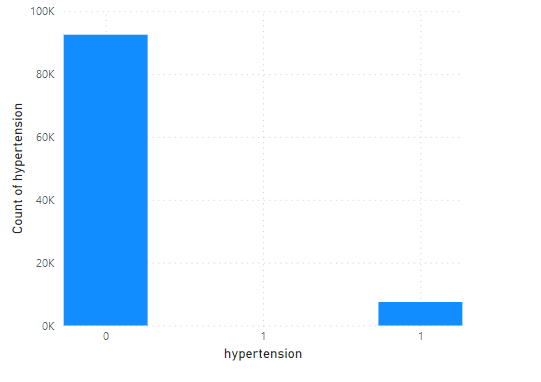 100K
80K
60K
40K
20K
0K
Count of hypertension
0 1 1
hypertension